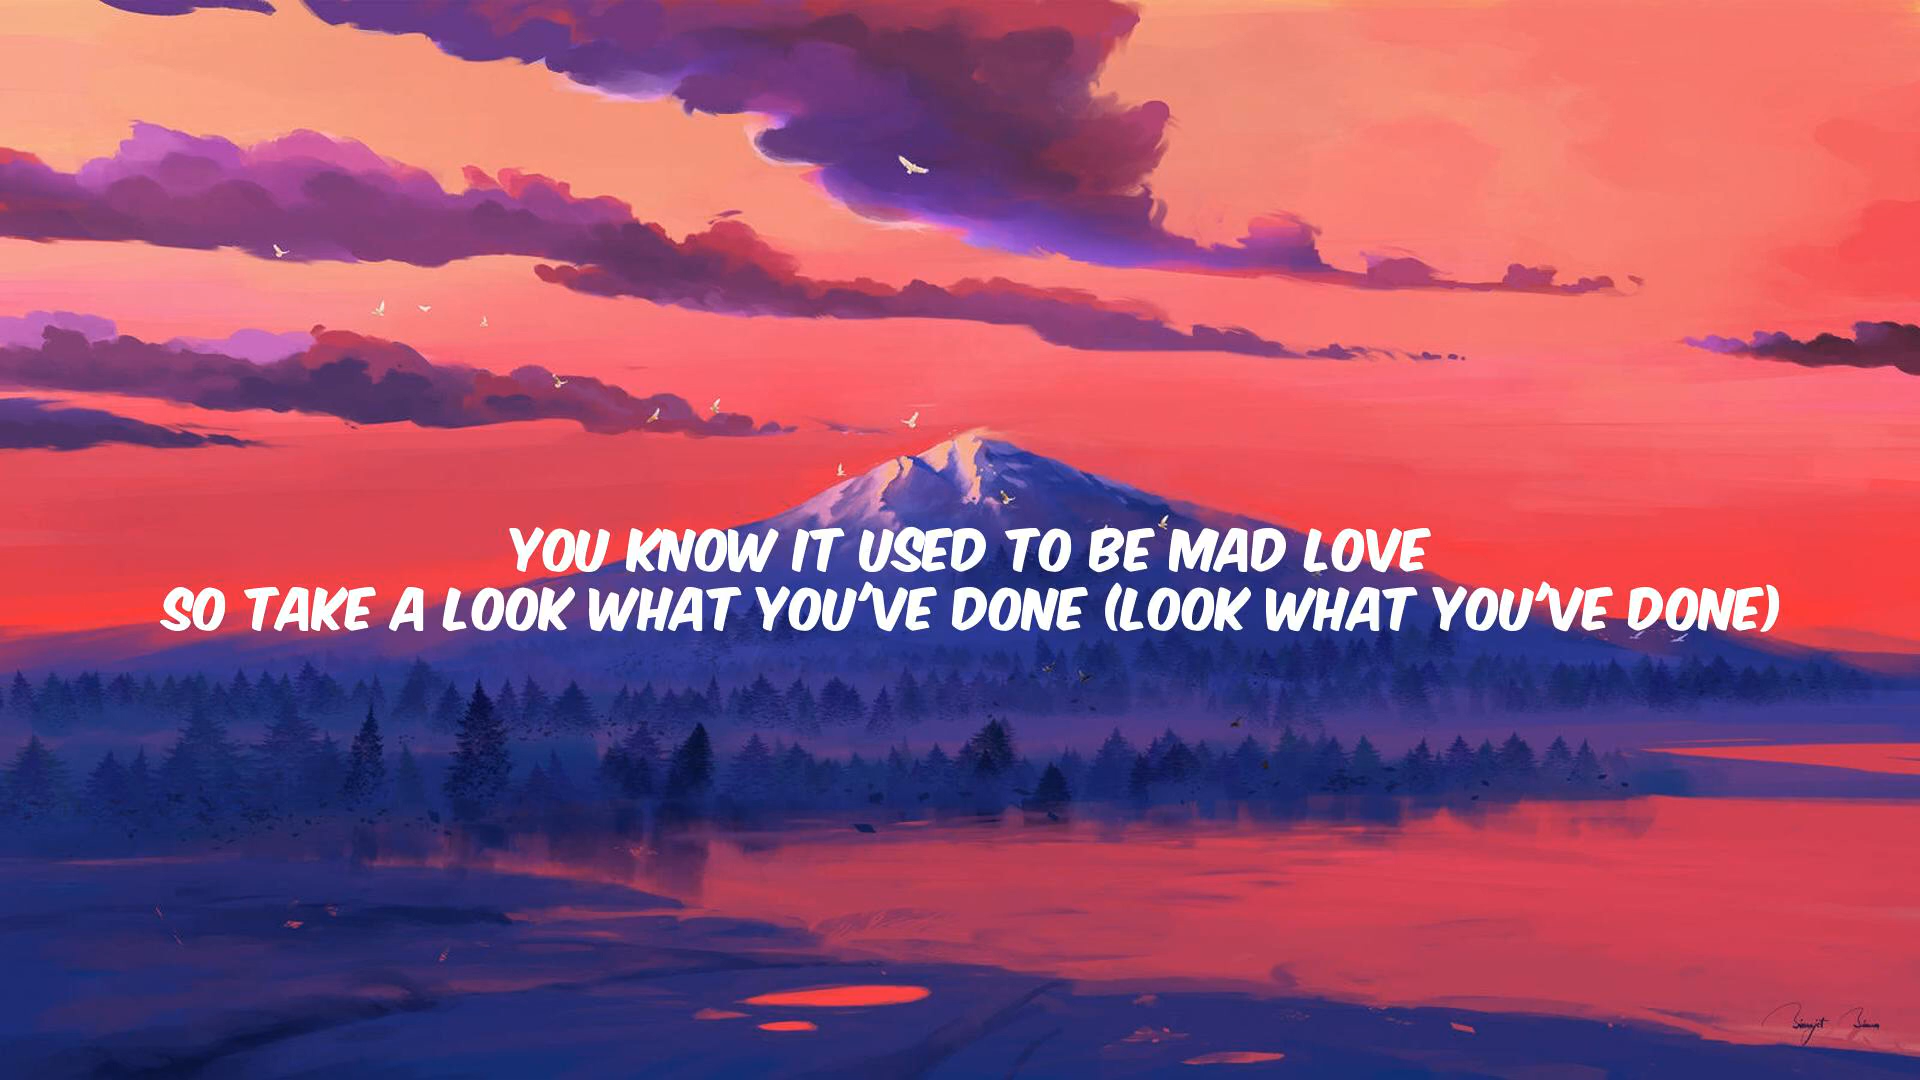 YOU KNOW IT USED TO BE MAD LOVE
SO TAKE A LOOK WHAT YOU'VE DONE (LOOK WHAT YOU'VE DONE)